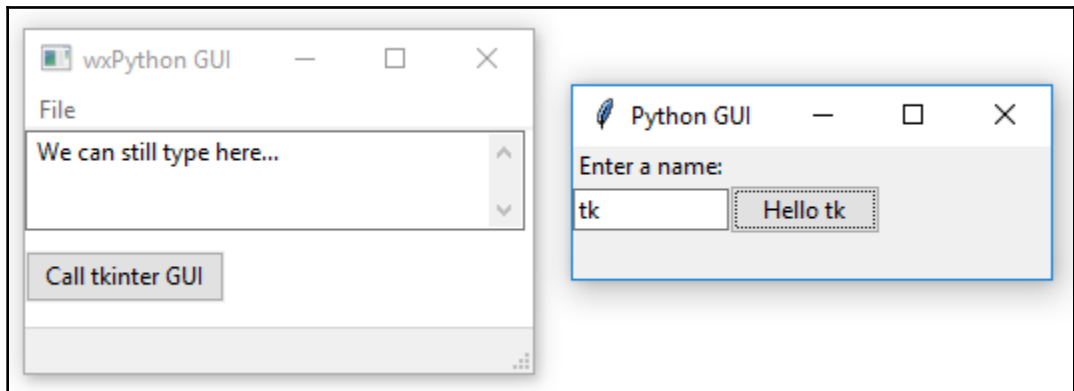 wxPython GUI
File
We can still type here...
Call tkinter GUI
Python GUI
Enter a name:
tk
Hello tk